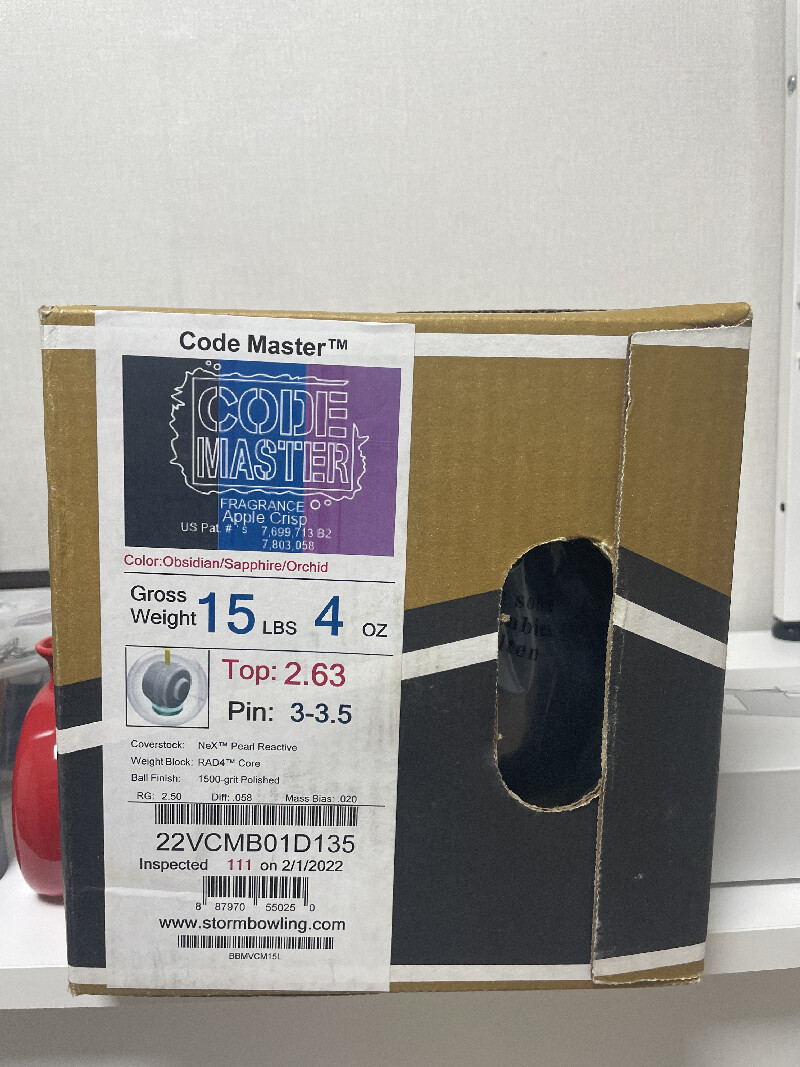 Code Master™
CODE
MASTER
FRAGRANCE
Apple Crisp
US Pat. #'s 7,699,713 B2
7,803,058
Color:Obsidian/Sapphire/Orchid
Gross
Weight 15 LBS 4 OZ
Top: 2.63
Pin: 3-3.5
Coverstock: NeX™ Pearl Reactive
Weight Block: RAD4™ Core
Ball Finish: 1500-grit Polished
RG: 2.50 Diff: .058 Mass Bias: .020
22VCMB01D135
Inspected 111 on 2/1/2022
8 87970 55025 0
www.stormbowling.com
BBMVCM15L